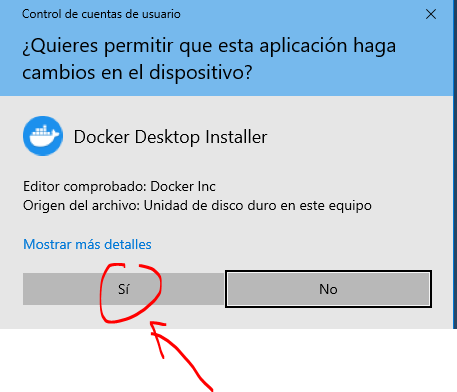 Control de cuentas de usuario
¿Quieres permitir que esta aplicación haga
cambios en el dispositivo?
Docker Desktop Installer
Editor comprobado: Docker Inc
Origen del archivo: Unidad de disco duro en este equipo
Mostrar más detalles
Sí
No